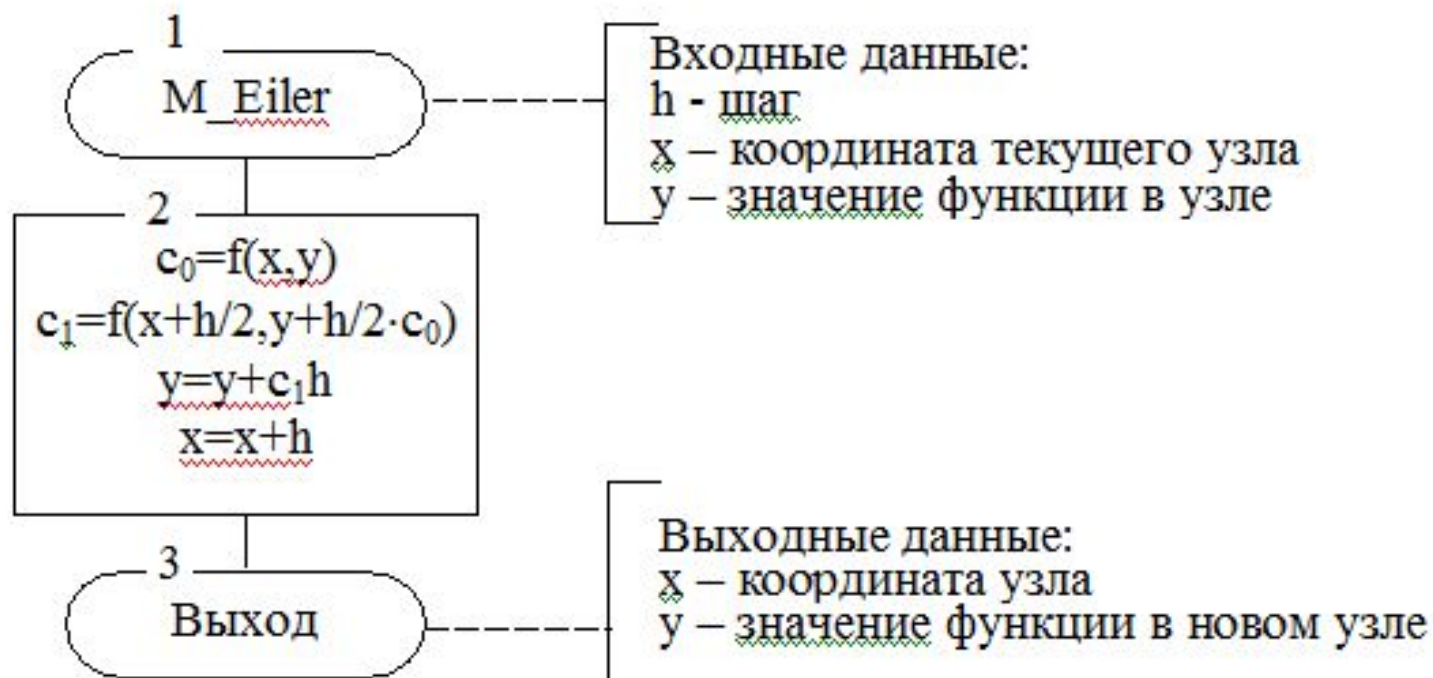 1
M_Eiler
Входные данные:
h - шаг
x – координата текущего узла
y – значение функции в узле
2
c₀=f(x,y)
c₁=f(x+h/2,y+h/2·c₀)
y=y+c₁h
x=x+h
3
Выход
Выходные данные:
x – координата узла
y – значение функции в новом узле